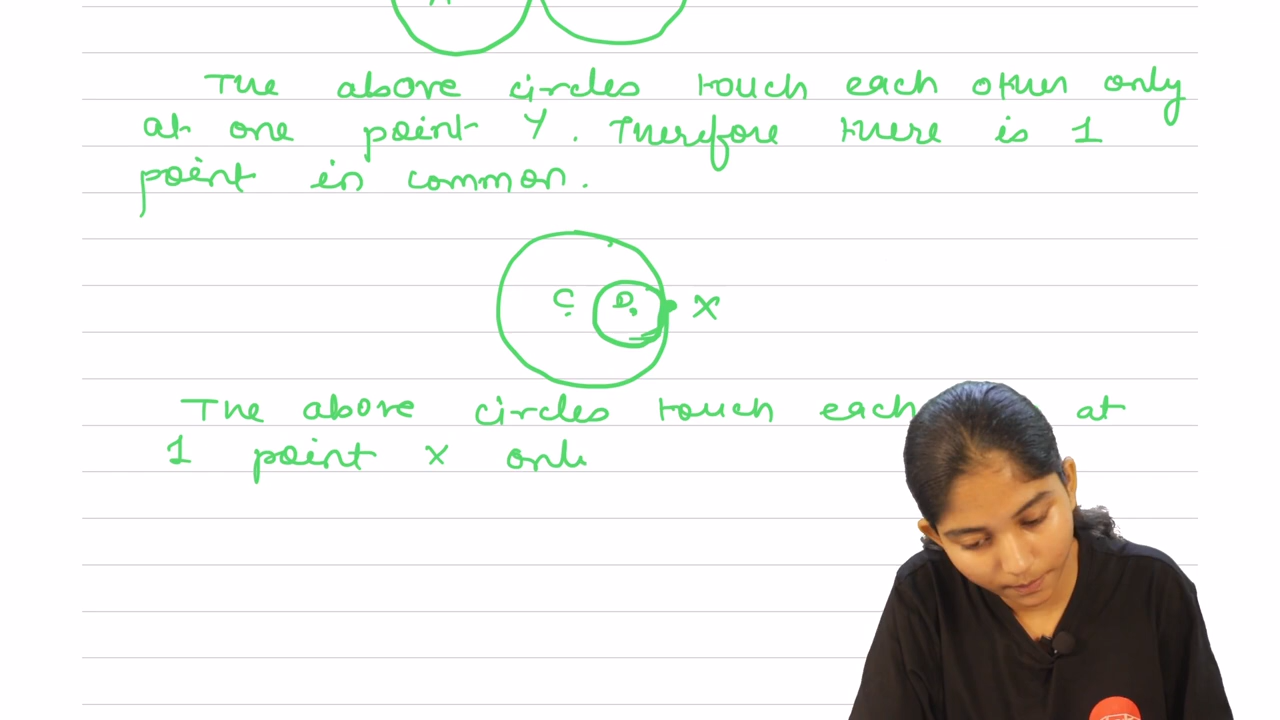 The above circles touch each other only
at one point Y. Therefore there is 1
point in common.
C D. X
The above circles touch each at
1 point x onl